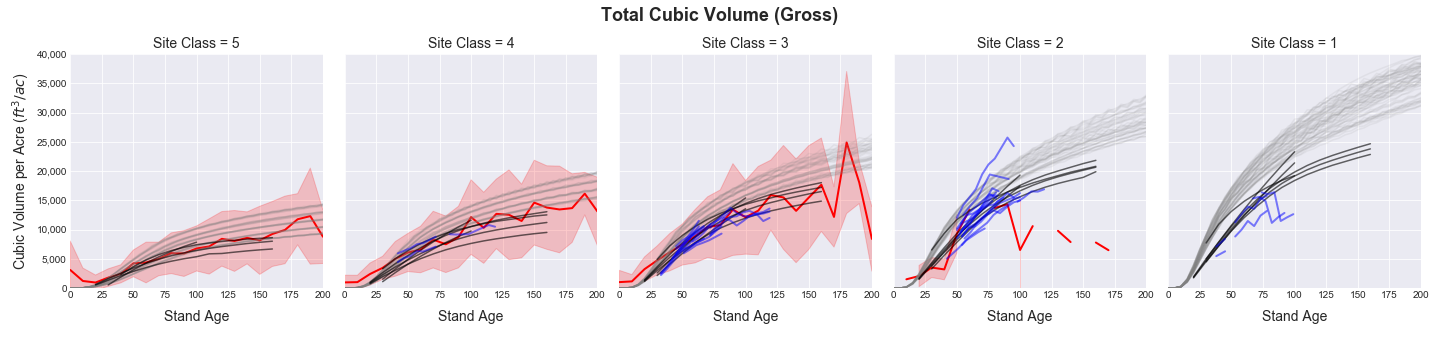 Total Cubic Volume (Gross)
Site Class = 5
Site Class = 4
Site Class = 3
Site Class = 2
Site Class = 1
Cubic Volume per Acre (ft³/ac)
40,000
35,000
30,000
25,000
20,000
15,000
10,000
5,000
0
0 25 50 75 100 125 150 175 200
0 25 50 75 100 125 150 175 200
0 25 50 75 100 125 150 175 200
0 25 50 75 100 125 150 175 200
0 25 50 75 100 125 150 175 200
Stand Age
Stand Age
Stand Age
Stand Age
Stand Age